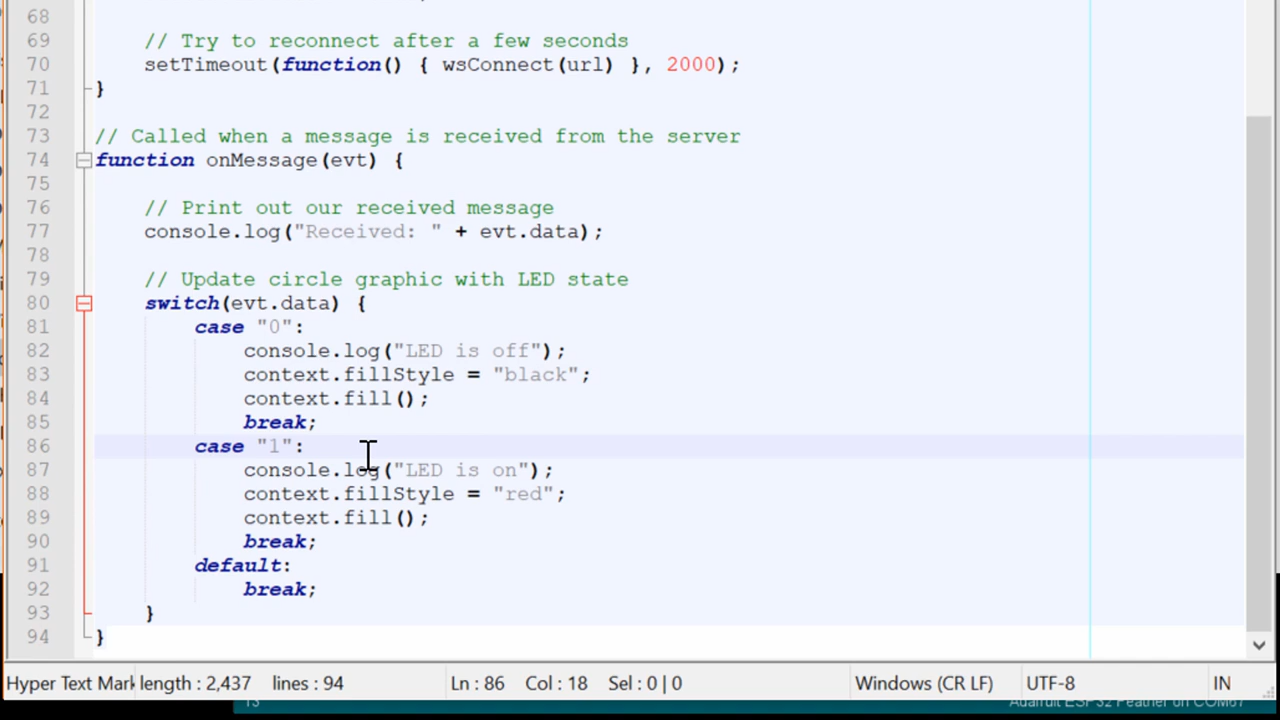 68
69 // Try to reconnect after a few seconds
70 setTimeout(function() { wsConnect(url) }, 2000);
71 }
72
73 // Called when a message is received from the server
74 function onMessage(evt) {
75
76 // Print out our received message
77 console.log("Received: " + evt.data);
78
79 // Update circle graphic with LED state
80 switch(evt.data) {
81 case "0":
82 console.log("LED is off");
83 context.fillStyle = "black";
84 context.fill();
85 break;
86 case "1":
87 console.log("LED is on");
88 context.fillStyle = "red";
89 context.fill();
90 break;
91 default:
92 break;
93 }
94 }
Hyper Text Mark length : 2,437 lines : 94 Ln : 86 Col : 18 Sel : 0 | 0 Windows (CR LF) UTF-8 IN
13 Adafruit ESP32 Feather on COM67